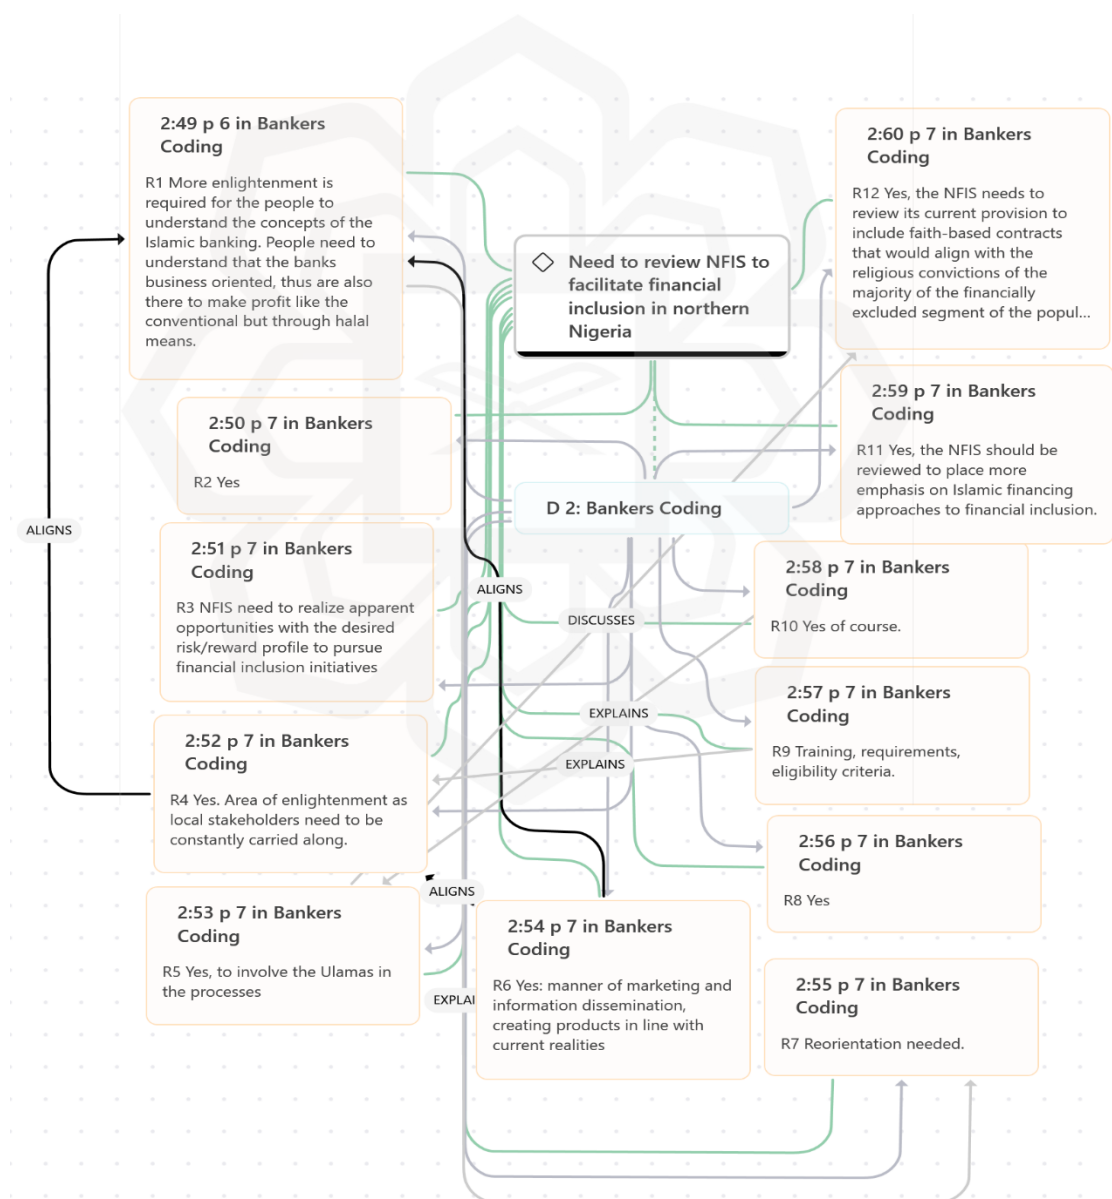 2:49 p 6 in Bankers
Coding
R1 More enlightenment is
required for the people to
understand the concepts of the
Islamic banking. People need to
understand that the banks
business oriented, thus are also
there to make profit like the
conventional but through halal
means.
2:60 p 7 in Bankers
Coding
R12 Yes, the NFIS needs to
review its current provision to
include faith-based contracts
that would align with the
religious convictions of the
majority of the financially
excluded segment of the popul...
Need to review NFIS to
facilitate financial
inclusion in northern
Nigeria
2:50 p 7 in Bankers
Coding
R2 Yes
2:59 p 7 in Bankers
Coding
R11 Yes, the NFIS should be
reviewed to place more
emphasis on Islamic financing
approaches to financial inclusion.
D 2: Bankers Coding
ALIGNS
2:51 p 7 in Bankers
Coding
R3 NFIS need to realize apparent
opportunities with the desired
risk/reward profile to pursue
financial inclusion initiatives
ALIGNS
DISCUSSES
2:58 p 7 in Bankers
Coding
R10 Yes of course.
2:52 p 7 in Bankers
Coding
R4 Yes. Area of enlightenment as
local stakeholders need to be
constantly carried along.
EXPLAINS
EXPLAINS
2:57 p 7 in Bankers
Coding
R9 Training, requirements,
eligibility criteria.
2:56 p 7 in Bankers
Coding
R8 Yes
ALIGNS
2:53 p 7 in Bankers
Coding
R5 Yes, to involve the Ulamas in
the processes
EXPLAI
2:54 p 7 in Bankers
Coding
R6 Yes: manner of marketing and
information dissemination,
creating products in line with
current realities
2:55 p 7 in Bankers
Coding
R7 Reorientation needed.